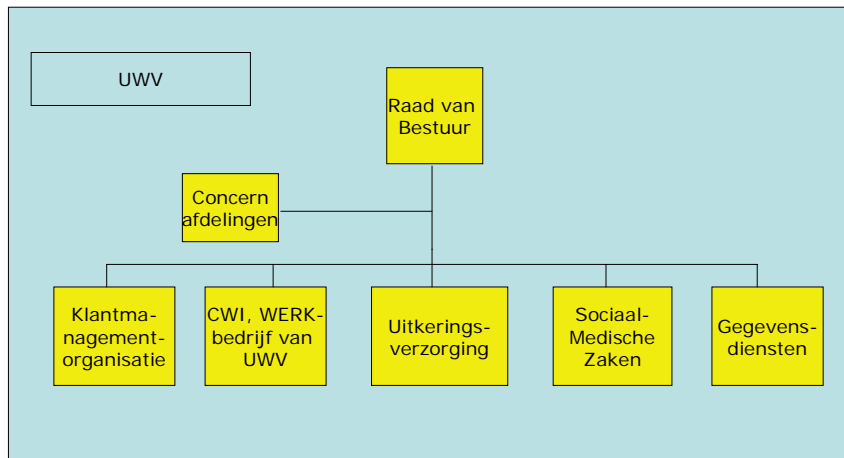 UWV
Raad van
Bestuur
Concern
afdelingen
Klantma-
nagement-
organisatie
CWI, WERK-
bedrijf van
UWV
Uitkerings-
verzorging
Sociaal-
Medische
Zaken
Gegevens-
diensten